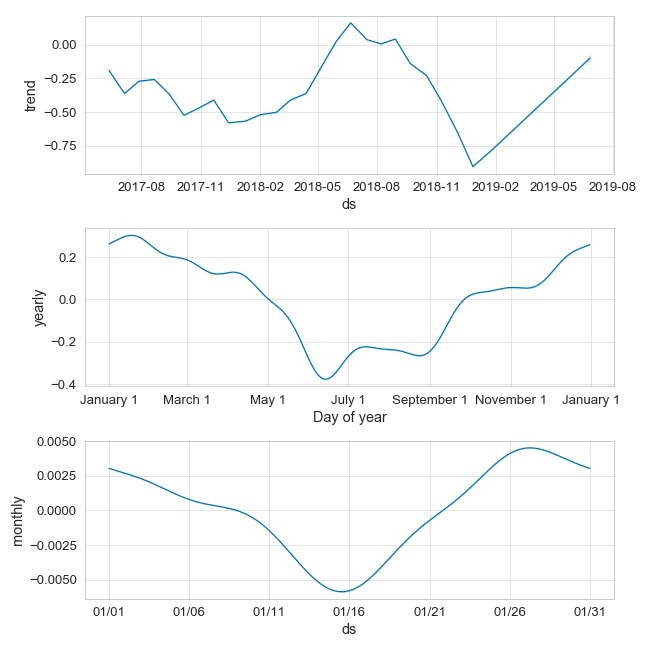 0.00
−0.25
−0.50
−0.75
trend
2017-08 2017-11 2018-02 2018-05 2018-08 2018-11 2019-02 2019-05 2019-08
ds
0.2
0.0
−0.2
−0.4
yearly
January 1 March 1 May 1 July 1 September 1 November 1 January 1
Day of year
0.0050
0.0025
0.0000
−0.0025
−0.0050
monthly
01/01 01/06 01/11 01/16 01/21 01/26 01/31
ds